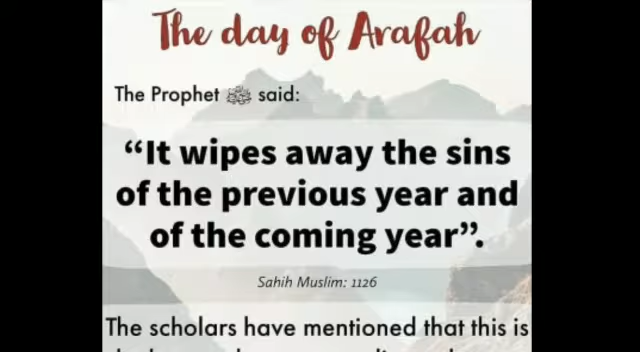 The day of Arafah
The Prophet ﷺ said:
“It wipes away the sins
of the previous year and
of the coming year”.
Sahih Muslim: 1126
The scholars have mentioned that this is